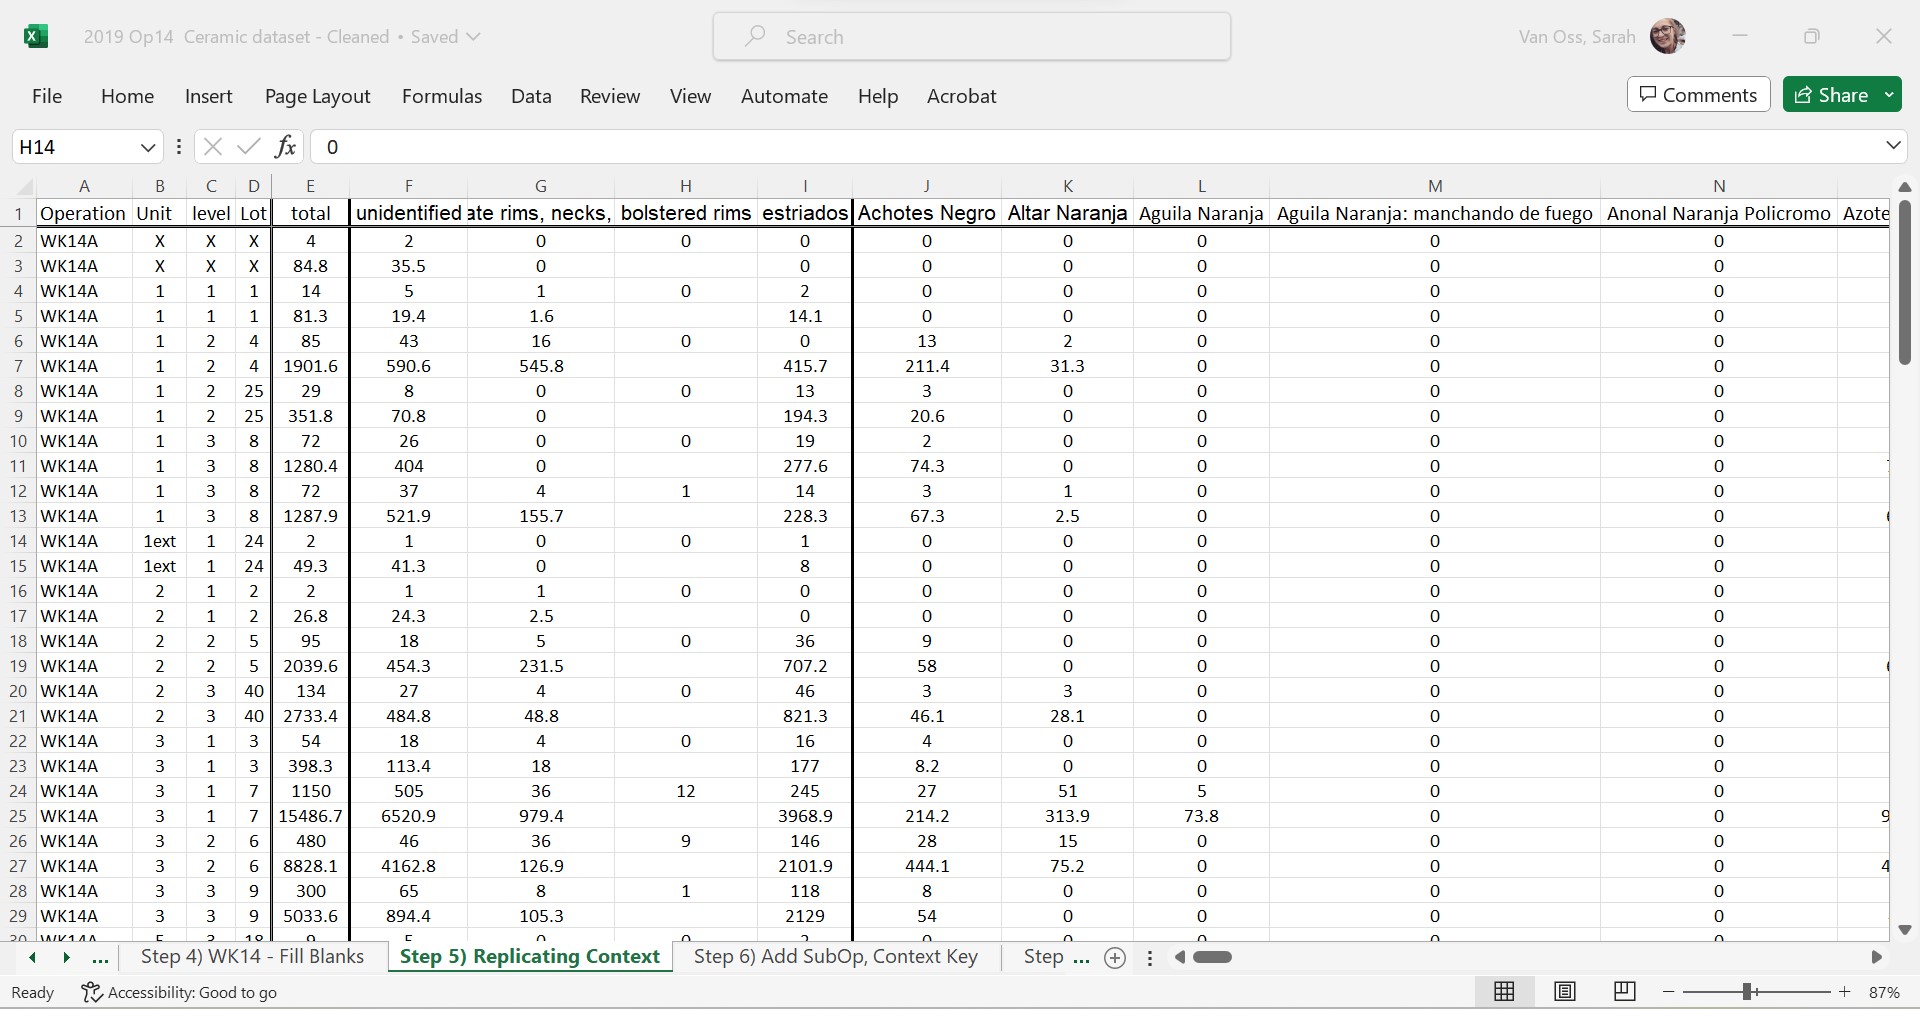 2019 Op14 Ceramic dataset - Cleaned • Saved
Search
Van Oss, Sarah
File Home Insert Page Layout Formulas Data Review View Automate Help Acrobat
Comments Share
H14 fx 0
A B C D E F G H I J K L M N
1 Operation Unit level Lot total unidentified ate rims, necks, bolstered rims estriados Achotes Negro Altar Naranja Aguila Naranja Aguila Naranja: manchando de fuego Anonal Naranja Policromo Azote
2 WK14A X X X 4 2 0 0 0 0 0 0 0 0
3 WK14A X X X 84.8 35.5 0 0 0 0 0 0 0
4 WK14A 1 1 1 14 5 1 0 2 0 0 0 0 0
5 WK14A 1 1 1 81.3 19.4 1.6 14.1 0 0 0 0 0
6 WK14A 1 2 4 85 43 16 0 0 13 2 0 0 0
7 WK14A 1 2 4 1901.6 590.6 545.8 415.7 211.4 31.3 0 0 0
8 WK14A 1 2 25 29 8 0 0 13 3 0 0 0 0
9 WK14A 1 2 25 351.8 70.8 0 194.3 20.6 0 0 0 0
10 WK14A 1 3 8 72 26 0 0 19 2 0 0 0 0
11 WK14A 1 3 8 1280.4 404 0 277.6 74.3 0 0 0 0
12 WK14A 1 3 8 72 37 4 1 14 3 1 0 0 0
13 WK14A 1 3 8 1287.9 521.9 155.7 228.3 67.3 2.5 0 0 0
14 WK14A 1ext 1 24 2 1 0 0 1 0 0 0 0 0
15 WK14A 1ext 1 24 49.3 41.3 0 8 0 0 0 0 0
16 WK14A 2 1 2 2 1 1 0 0 0 0 0 0 0
17 WK14A 2 1 2 26.8 24.3 2.5 0 0 0 0 0 0
18 WK14A 2 2 5 95 18 5 0 36 9 0 0 0 0
19 WK14A 2 2 5 2039.6 454.3 231.5 707.2 58 0 0 0 0
20 WK14A 2 3 40 134 27 4 0 46 3 3 0 0 0
21 WK14A 2 3 40 2733.4 484.8 48.8 821.3 46.1 28.1 0 0 0
22 WK14A 3 1 3 54 18 4 0 16 4 0 0 0 0
23 WK14A 3 1 3 398.3 113.4 18 177 8.2 0 0 0 0
24 WK14A 3 1 7 1150 505 36 12 245 27 51 5 0 0
25 WK14A 3 1 7 15486.7 6520.9 979.4 3968.9 214.2 313.9 73.8 0 0 9
26 WK14A 3 2 6 480 46 36 9 146 28 15 0 0 0
27 WK14A 3 2 6 8828.1 4162.8 126.9 2101.9 444.1 75.2 0 0 0 4
28 WK14A 3 3 9 300 65 8 1 118 8 0 0 0 0
29 WK14A 3 3 9 5033.6 894.4 105.3 2129 54 0 0 0 0
... Step 4) WK14 - Fill Blanks Step 5) Replicating Context Step 6) Add SubOp, Context Key Step ...
Ready Accessibility: Good to go 87%